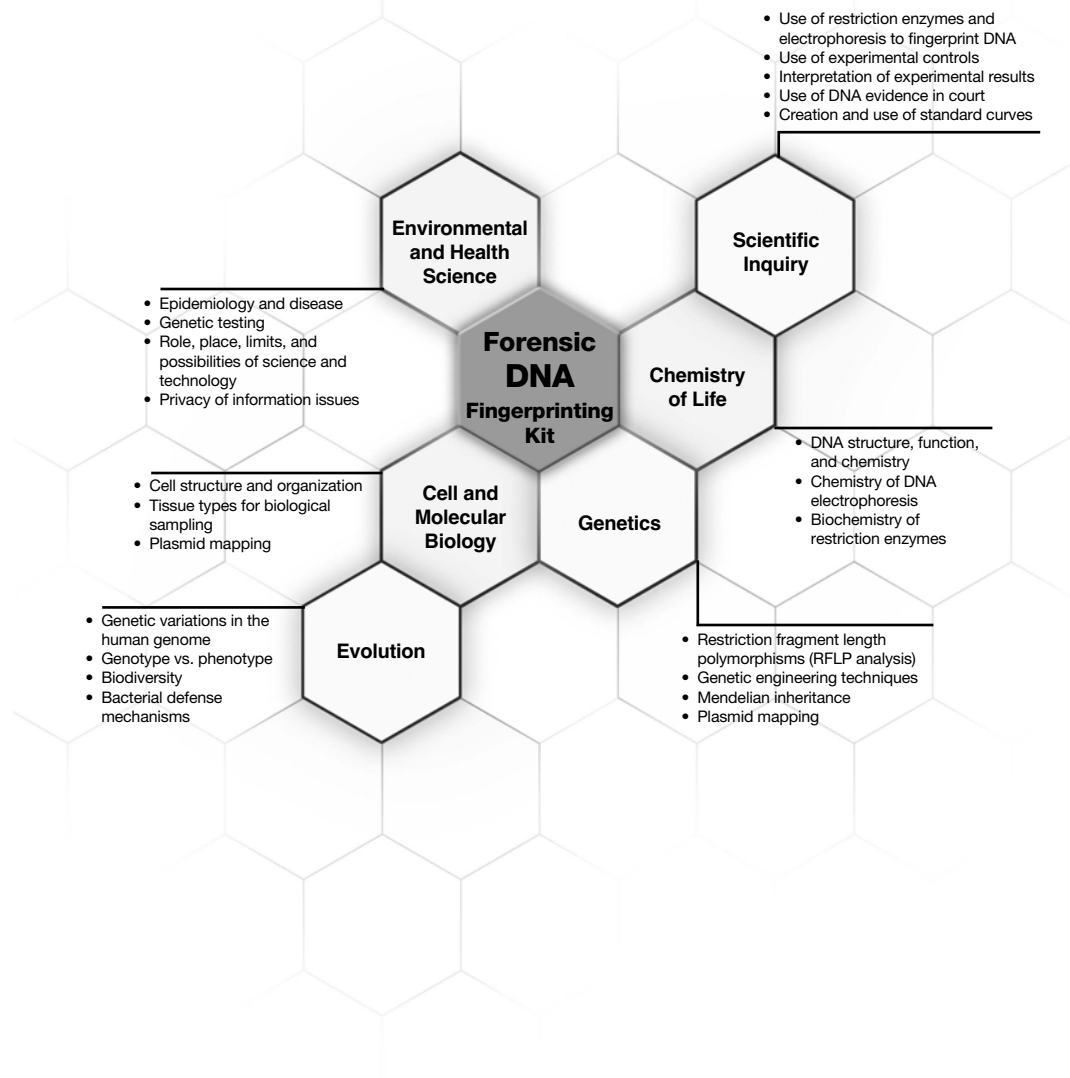 • Use of restriction enzymes and
electrophoresis to fingerprint DNA
• Use of experimental controls
• Interpretation of experimental results
• Use of DNA evidence in court
• Creation and use of standard curves
Environmental
and Health
Science
Scientific
Inquiry
• Epidemiology and disease
• Genetic testing
• Role, place, limits, and
possibilities of science and
technology
• Privacy of information issues
Forensic
DNA
Fingerprinting
Kit
Chemistry
of Life
• DNA structure, function,
and chemistry
• Chemistry of DNA
electrophoresis
• Biochemistry of
restriction enzymes
• Cell structure and organization
• Tissue types for biological
sampling
• Plasmid mapping
Cell and
Molecular
Biology
Genetics
• Genetic variations in the
human genome
• Genotype vs. phenotype
• Biodiversity
• Bacterial defense
mechanisms
Evolution
• Restriction fragment length
polymorphisms (RFLP analysis)
• Genetic engineering techniques
• Mendelian inheritance
• Plasmid mapping